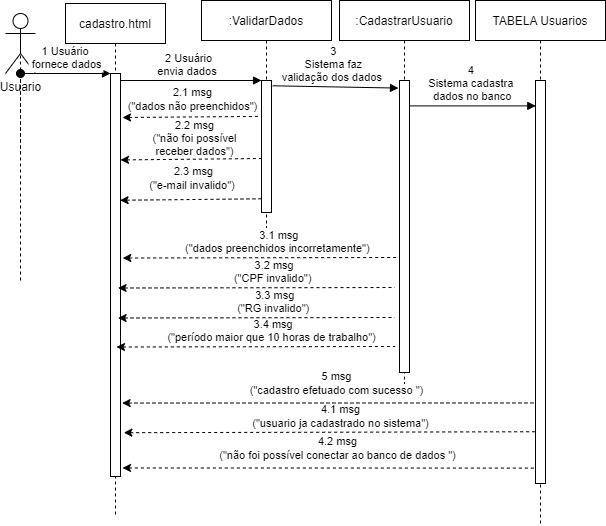 cadastro.html
:ValidarDados
:CadastrarUsuario
TABELA Usuarios
Usuario
1 Usuário
fornece dados
2 Usuário
envia dados
3
Sistema faz
validação dos dados
4
Sistema cadastra
dados no banco
2.1 msg
("dados não preenchidos")
2.2 msg
("não foi possível
receber dados")
2.3 msg
("e-mail invalido")
3.1 msg
("dados preenchidos incorretamente")
3.2 msg
("CPF invalido")
3.3 msg
("RG invalido")
3.4 msg
("período maior que 10 horas de trabalho")
5 msg
("cadastro efetuado com sucesso ")
4.1 msg
("usuario ja cadastrado no sistema")
4.2 msg
("não foi possível conectar ao banco de dados ")